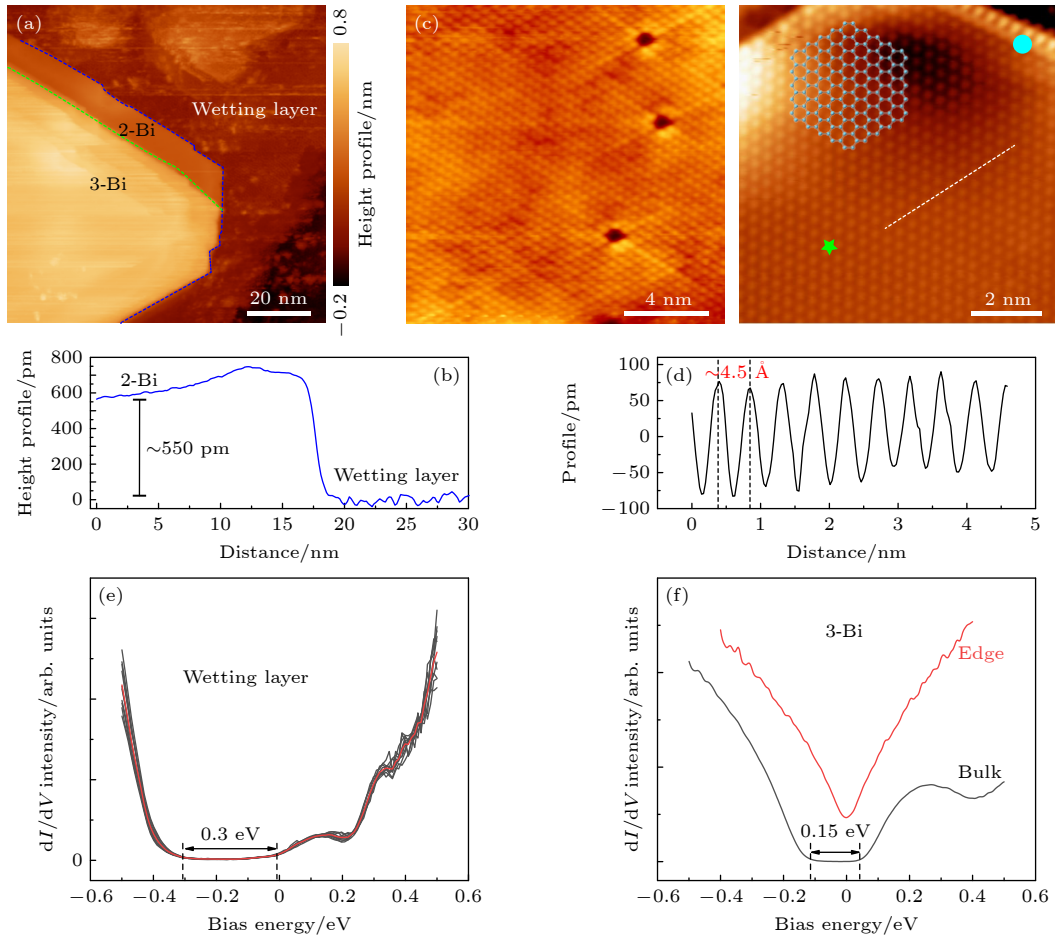 (a)
Wetting layer
2-Bi
3-Bi
20 nm
0.8
Height profile/nm
−0.2
(c)
4 nm
2 nm
(b)
800
600
400
200
0
2-Bi
∼550 pm
Wetting layer
Height profile/pm
0 5 10 15 20 25 30
Distance/nm
(d)
∼4.5 Å
100
50
0
−50
−100
Profile/pm
0 1 2 3 4 5
Distance/nm
(e)
Wetting layer
0.3 eV
0
dI/dV intensity/arb. units
−0.6 −0.4 −0.2 0 0.2 0.4 0.6
Bias energy/eV
(f)
3-Bi
Edge
Bulk
0.15 eV
dI/dV intensity/arb. units
−0.6 −0.4 −0.2 0 0.2 0.4 0.6
Bias energy/eV